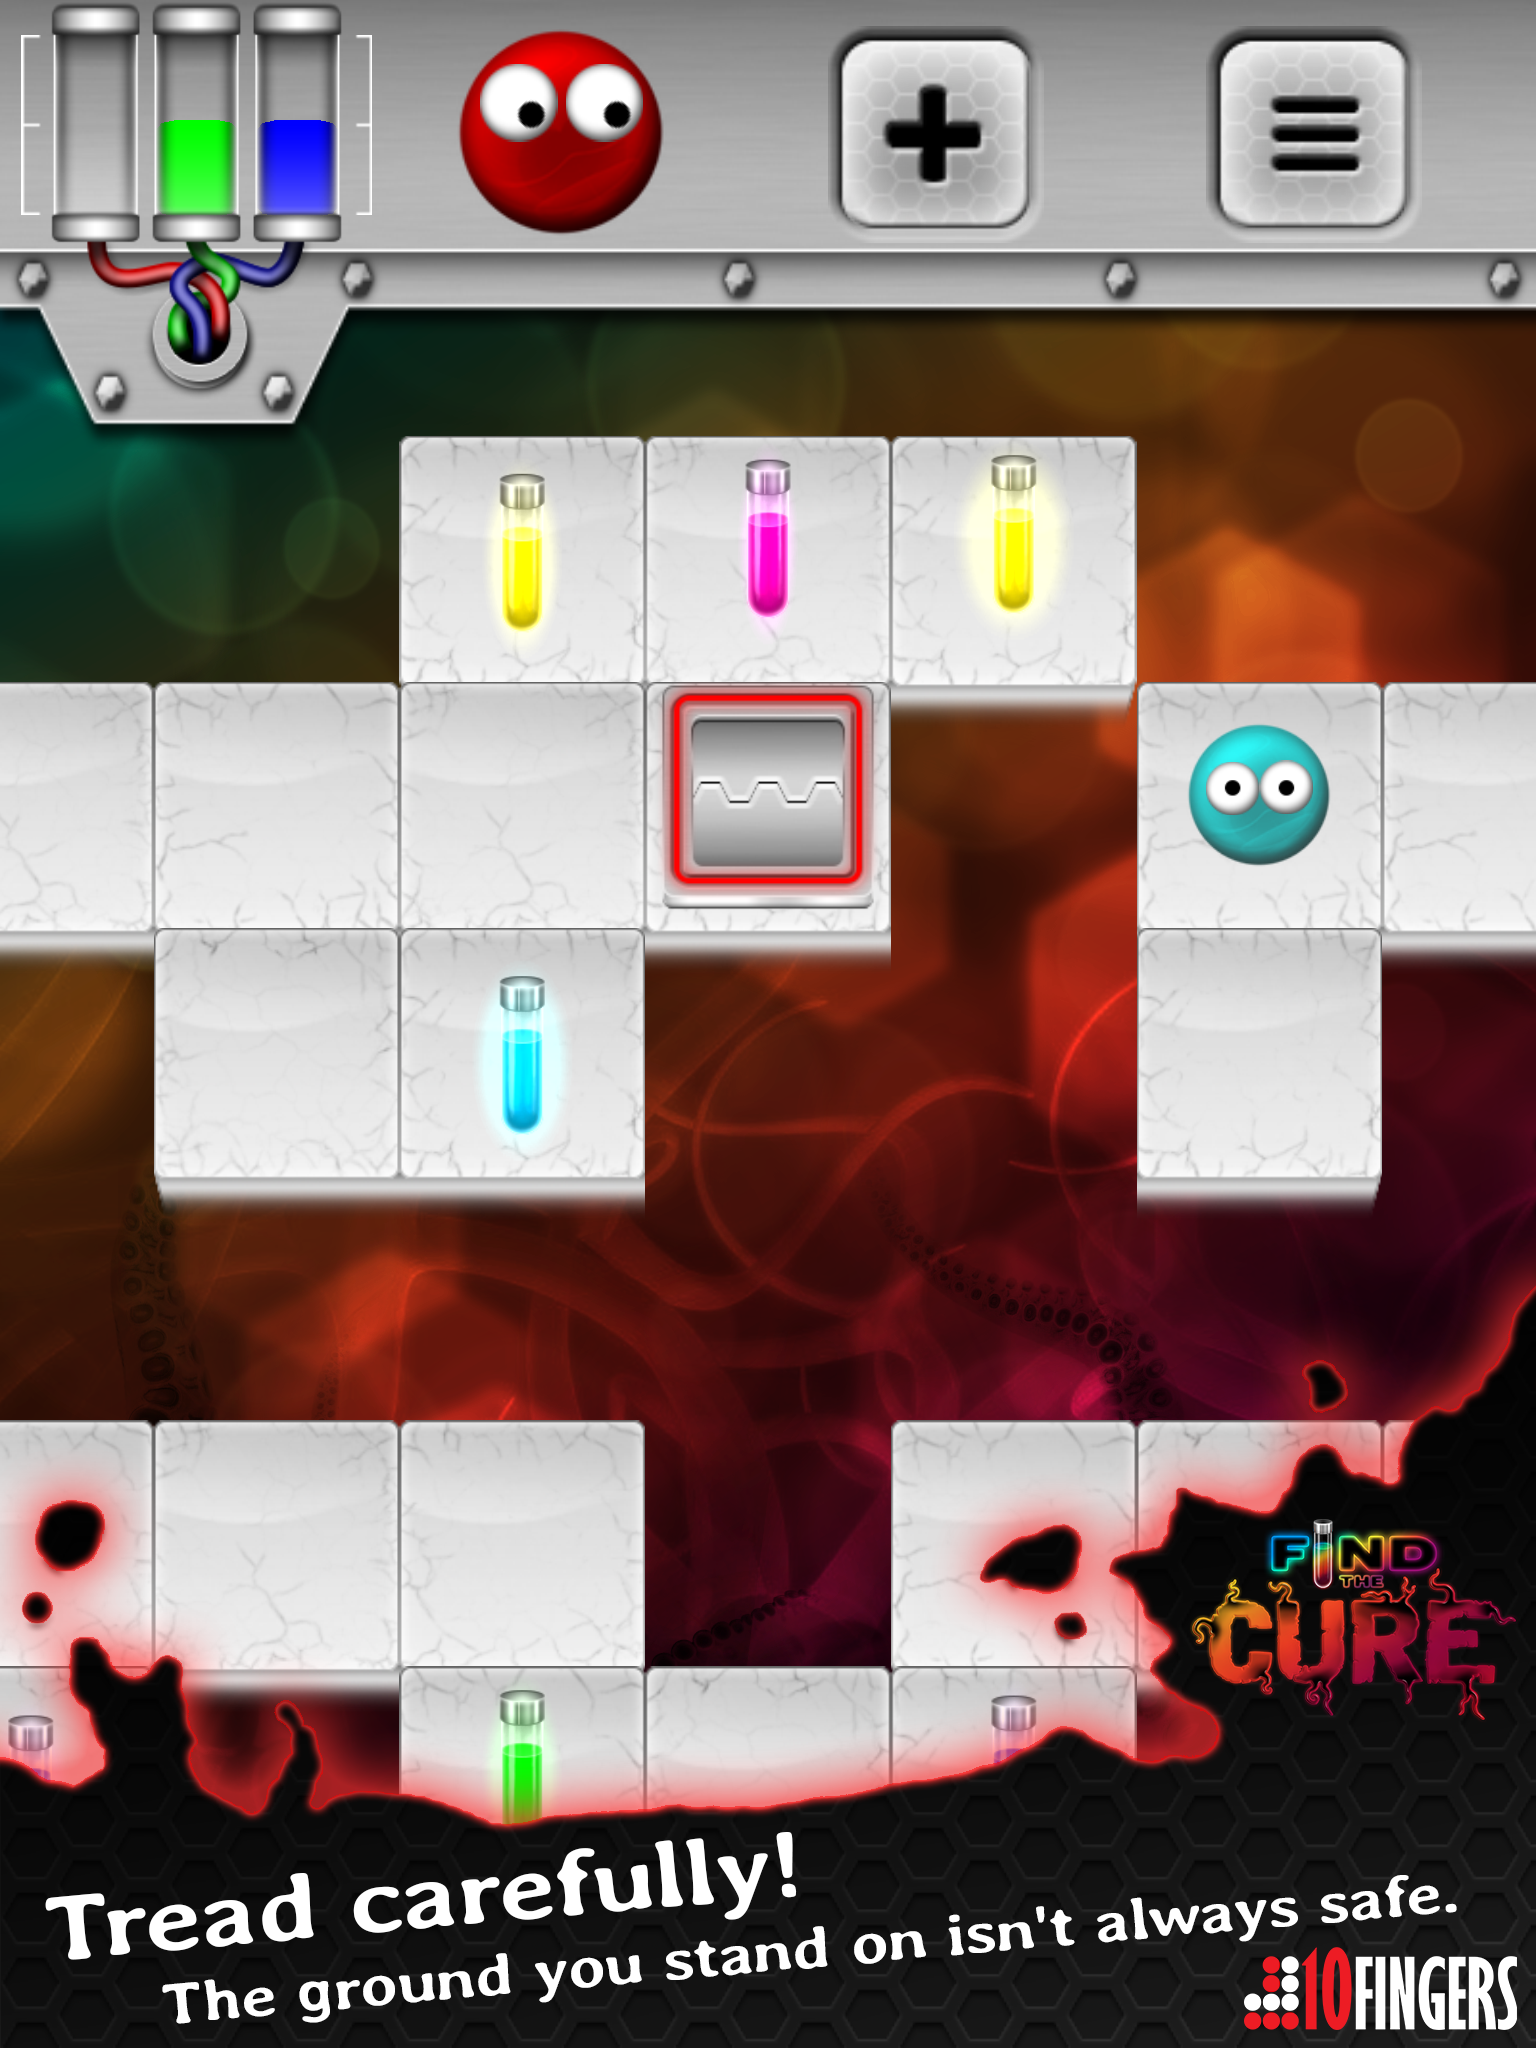 FIND
THE
CURE
Tread carefully!
The ground you stand on isn't always safe.
10FINGERS